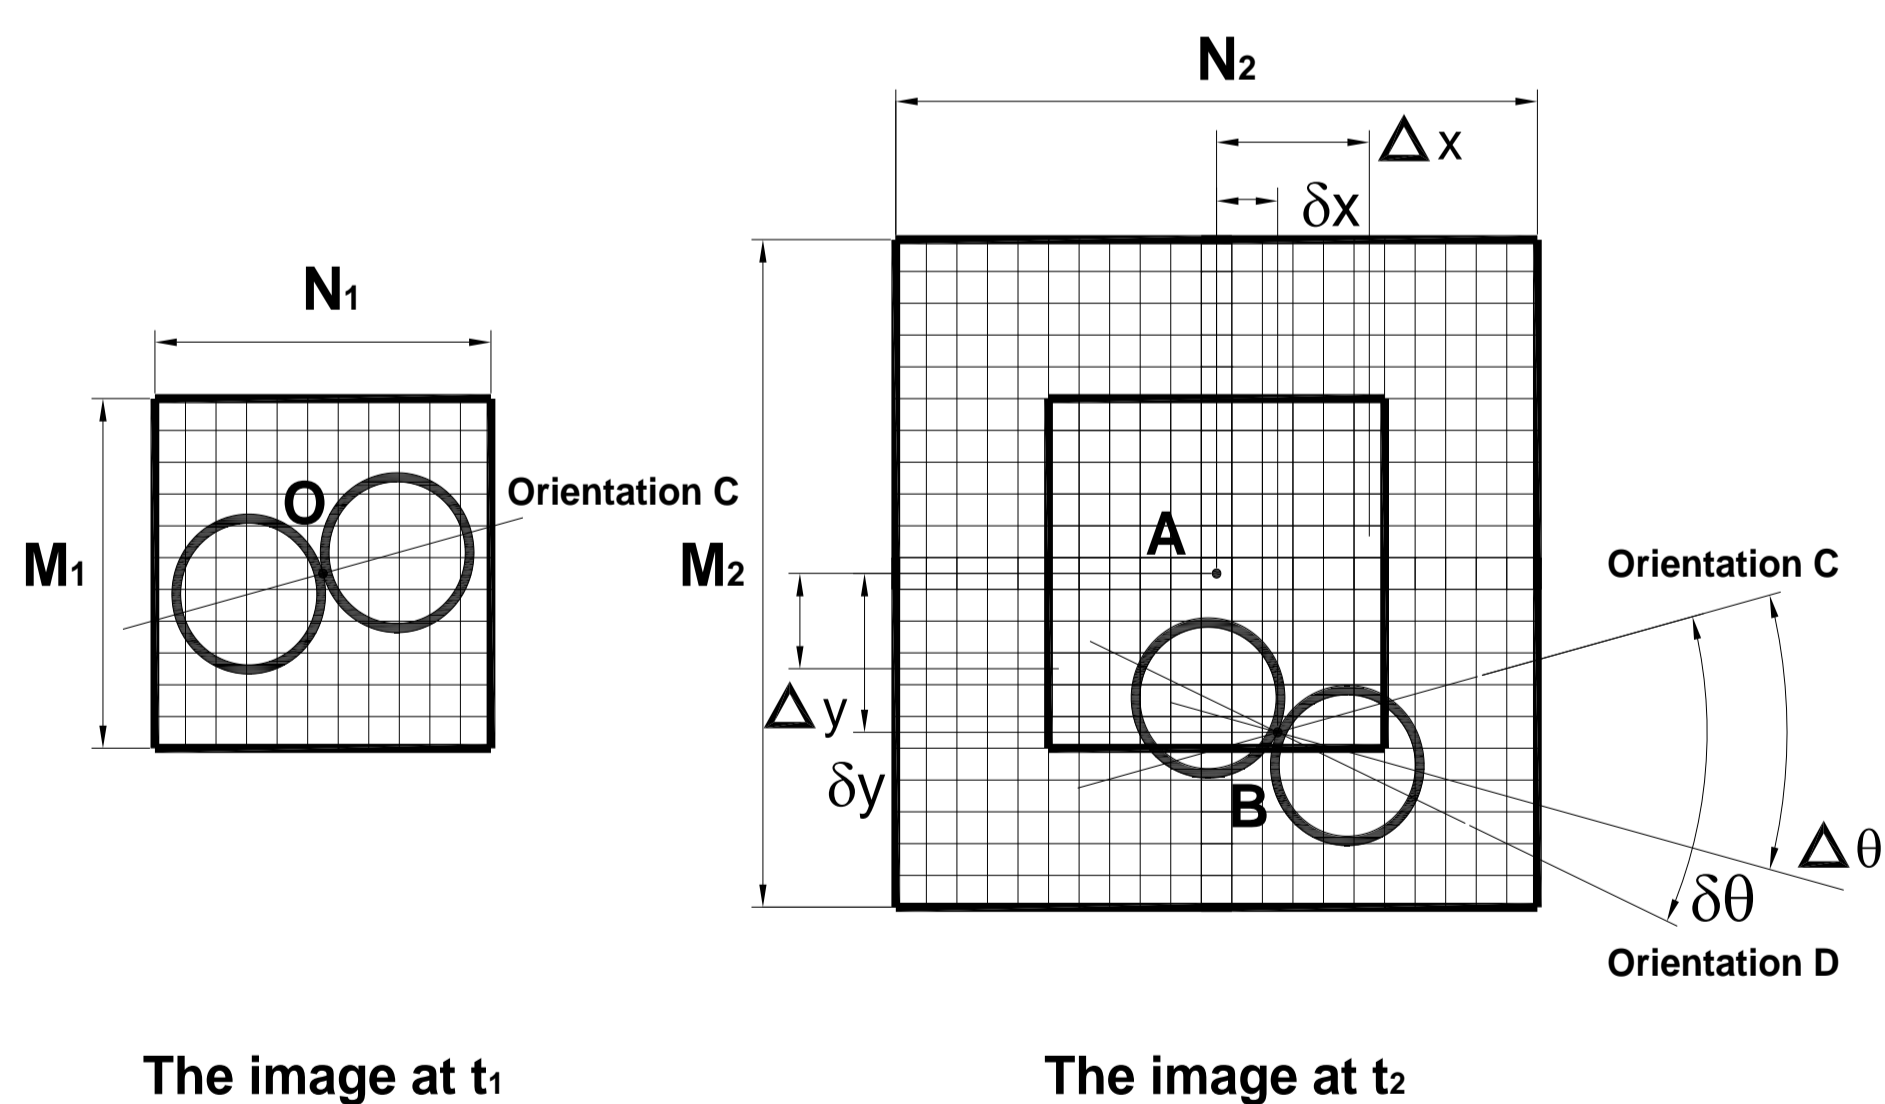 N₂
Δx
δx
N₁
O
Orientation C
M₁
M₂
A
Orientation C
Δy
δy
B
Δθ
δθ
Orientation D
The image at t₁
The image at t₂